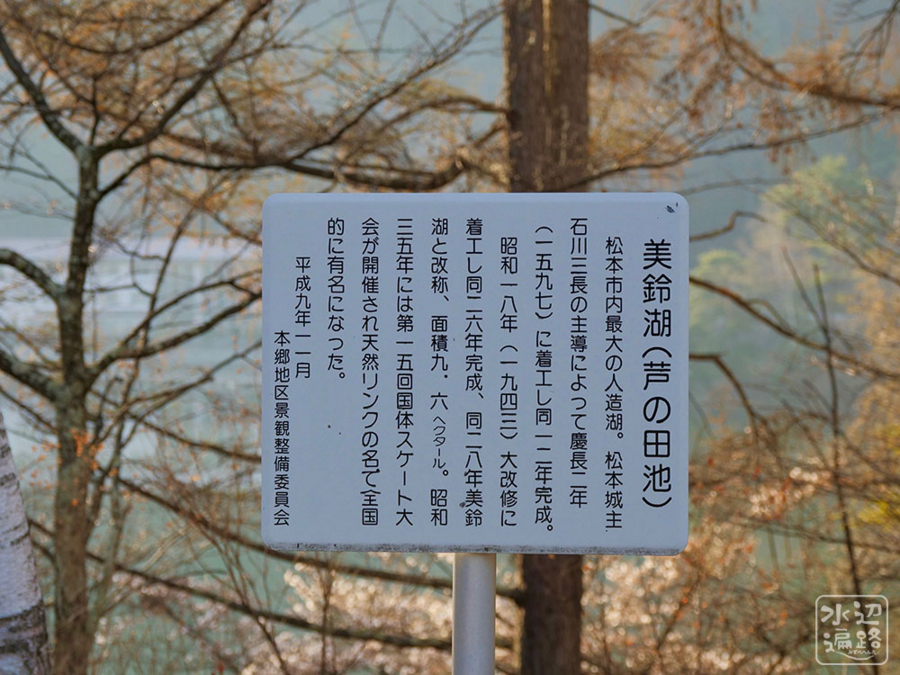 美鈴湖(芦の田池)
松本市内最大の人造湖。松本城主
石川三長の主導によって慶長二年
(一五九七)に着工し同一二年完成。
昭和一八年(一九四三)大改修に
着工し同二六年完成、同二八年美鈴
湖と改称、面積九.六ヘクタール。昭和
三五年には第一五回国体スケート大
会が開催され天然リンクの名で全国
的に有名になった。
平成九年一一月
本郷地区景観整備委員会
水辺遍路